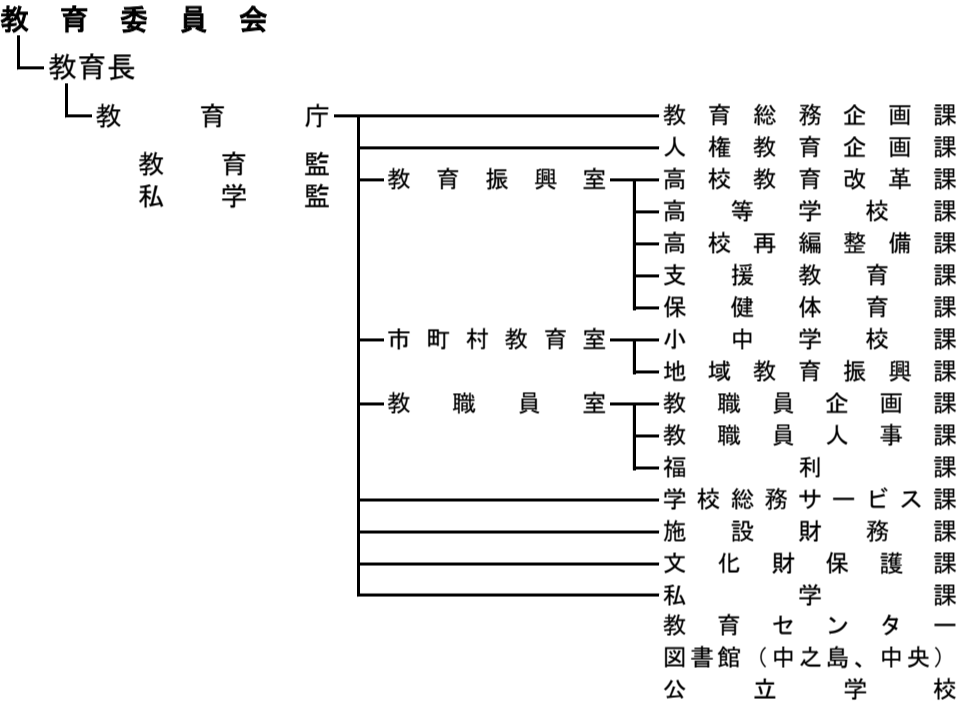 教育委員会
教育長
教育庁
教育監
私学監
教育総務企画課
人権教育企画課
教育振興室
高校教育改革課
高等学校課
高校再編整備課
支援教育課
保健体育課
市町村教育室
小中学校課
地域教育振興課
教職員室
教職員企画課
教職員人事課
福利課
学校総務サービス課
施設財務課
文化財保護課
私学課
教育センター
図書館（中之島、中央）
公立学校